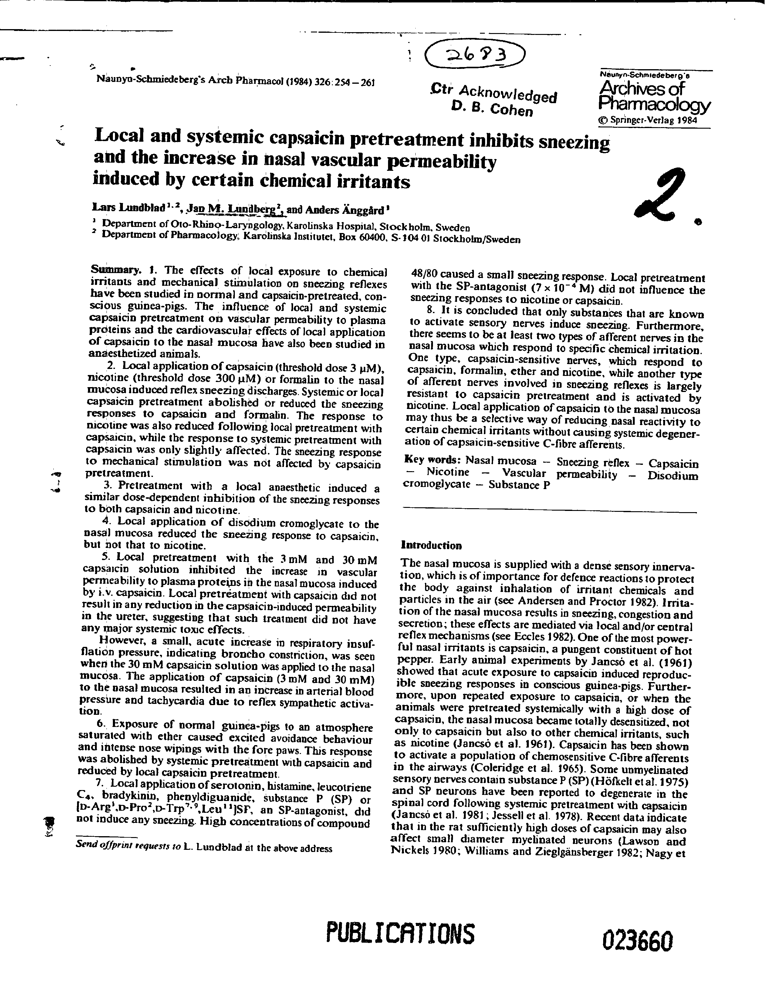 2683
Naunyn-Schmiedeberg's Arch Pharmacol (1984) 326:254–261
Ctr Acknowledged
D. B. Cohen
Naunyn-Schmiedeberg's
Archives of
Pharmacology
© Springer-Verlag 1984
Local and systemic capsaicin pretreatment inhibits sneezing
and the increase in nasal vascular permeability
induced by certain chemical irritants
2.
Lars Lundblad¹·², Jan M. Lundberg², and Anders Änggård¹
¹ Department of Oto-Rhino-Laryngology, Karolinska Hospital, Stockholm, Sweden
² Department of Pharmacology, Karolinska Institutet, Box 60400, S-104 01 Stockholm/Sweden
Summary. 1. The effects of local exposure to chemical
irritants and mechanical stimulation on sneezing reflexes
have been studied in normal and capsaicin-pretreated, con-
scious guinea-pigs. The influence of local and systemic
capsaicin pretreatment on vascular permeability to plasma
proteins and the cardiovascular effects of local application
of capsaicin to the nasal mucosa have also been studied in
anaesthetized animals.
2. Local application of capsaicin (threshold dose 3 µM),
nicotine (threshold dose 300 µM) or formalin to the nasal
mucosa induced reflex sneezing discharges. Systemic or local
capsaicin pretreatment abolished or reduced the sneezing
responses to capsaicin and formalin. The response to
nicotine was also reduced following local pretreatment with
capsaicin, while the response to systemic pretreatment with
capsaicin was only slightly affected. The sneezing response
to mechanical stimulation was not affected by capsaicin
pretreatment.
3. Pretreatment with a local anaesthetic induced a
similar dose-dependent inhibition of the sneezing responses
to both capsaicin and nicotine.
4. Local application of disodium cromoglycate to the
nasal mucosa reduced the sneezing response to capsaicin,
but not that to nicotine.
5. Local pretreatment with the 3 mM and 30 mM
capsaicin solution inhibited the increase in vascular
permeability to plasma proteins in the nasal mucosa induced
by i.v. capsaicin. Local pretreatment with capsaicin did not
result in any reduction in the capsaicin-induced permeability
in the ureter, suggesting that such treatment did not have
any major systemic toxic effects.
However, a small, acute increase in respiratory insuf-
flation pressure, indicating broncho constriction, was seen
when the 30 mM capsaicin solution was applied to the nasal
mucosa. The application of capsaicin (3 mM and 30 mM)
to the nasal mucosa resulted in an increase in arterial blood
pressure and tachycardia due to reflex sympathetic activa-
tion.
6. Exposure of normal guinea-pigs to an atmosphere
saturated with ether caused excited avoidance behaviour
and intense nose wipings with the fore paws. This response
was abolished by systemic pretreatment with capsaicin and
reduced by local capsaicin pretreatment.
7. Local application of serotonin, histamine, leucotriene
C₄, bradykinin, phenyldiguanide, substance P (SP) or
[D-Arg¹,D-Pro²,D-Trp⁷·⁹,Leu¹¹]SP, an SP-antagonist, did
not induce any sneezing. High concentrations of compound
Send offprint requests to L. Lundblad at the above address
48/80 caused a small sneezing response. Local pretreatment
with the SP-antagonist (7 × 10⁻⁴ M) did not influence the
sneezing responses to nicotine or capsaicin.
8. It is concluded that only substances that are known
to activate sensory nerves induce sneezing. Furthermore,
there seems to be at least two types of afferent nerves in the
nasal mucosa which respond to specific chemical irritation.
One type, capsaicin-sensitive nerves, which respond to
capsaicin, formalin, ether and nicotine, while another type
of afferent nerves involved in sneezing reflexes is largely
resistant to capsaicin pretreatment and is activated by
nicotine. Local application of capsaicin to the nasal mucosa
may thus be a selective way of reducing nasal reactivity to
certain chemical irritants without causing systemic degener-
ation of capsaicin-sensitive C-fibre afferents.
Key words: Nasal mucosa – Sneezing reflex – Capsaicin
– Nicotine – Vascular permeability – Disodium
cromoglycate – Substance P
Introduction
The nasal mucosa is supplied with a dense sensory innerva-
tion, which is of importance for defence reactions to protect
the body against inhalation of irritant chemicals and
particles in the air (see Andersen and Proctor 1982). Irrita-
tion of the nasal mucosa results in sneezing, congestion and
secretion; these effects are mediated via local and/or central
reflex mechanisms (see Eccles 1982). One of the most power-
ful nasal irritants is capsaicin, a pungent constituent of hot
pepper. Early animal experiments by Jancsó et al. (1961)
showed that acute exposure to capsaicin induced reproduc-
ible sneezing responses in conscious guinea-pigs. Further-
more, upon repeated exposure to capsaicin, or when the
animals were pretreated systemically with a high dose of
capsaicin, the nasal mucosa became totally desensitized, not
only to capsaicin but also to other chemical irritants, such
as nicotine (Jancsó et al. 1961). Capsaicin has been shown
to activate a population of chemosensitive C-fibre afferents
in the airways (Coleridge et al. 1965). Some unmyelinated
sensory nerves contain substance P (SP) (Höfkelt et al. 1975)
and SP neurons have been reported to degenerate in the
spinal cord following systemic pretreatment with capsaicin
(Jancsó et al. 1981; Jessell et al. 1978). Recent data indicate
that in the rat sufficiently high doses of capsaicin may also
affect small diameter myelinated neurons (Lawson and
Nickels 1980; Williams and Zieglgänsberger 1982; Nagy et
PUBLICATIONS
023660